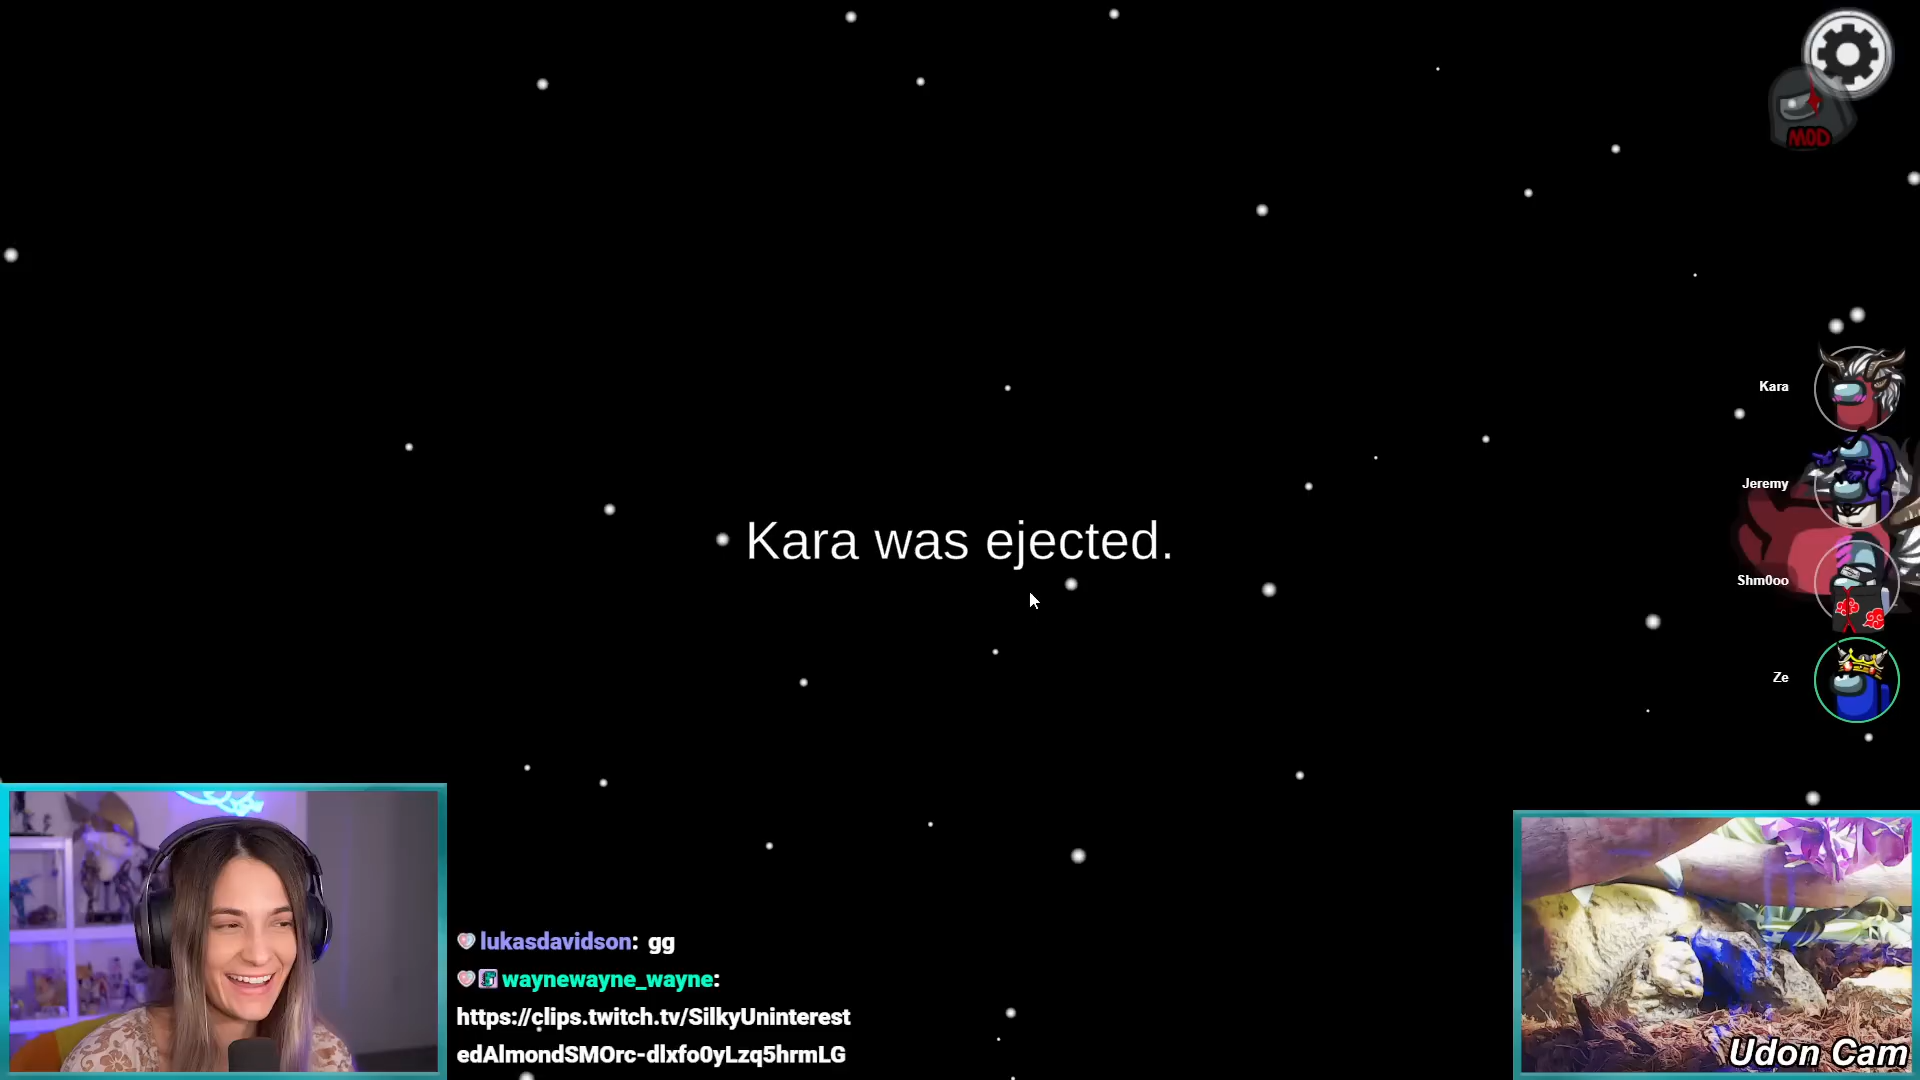 MOD
Kara
Jeremy
Kara was ejected.
Shm0oo
Ze
lukasdavidson: gg
waynewayne_wayne:
https://clips.twitch.tv/SilkyUninterest
edAlmondSMOrc-dlxfo0yLzq5hrmLG
Udon Cam